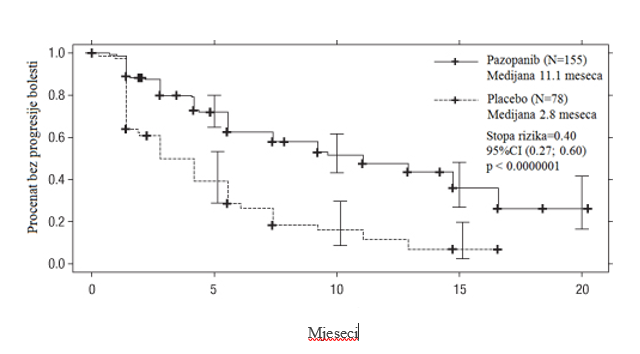 Procenat bez progresije bolesti
1.0
0.8
0.6
0.4
0.2
0.0
Pazopanib (N=155)
Medijana 11.1 meseca
Placebo (N=78)
Medijana 2.8 meseca
Stopa rizika=0.40
95%CI (0.27; 0.60)
p < 0.0000001
0 5 10 15 20
Mjeseci